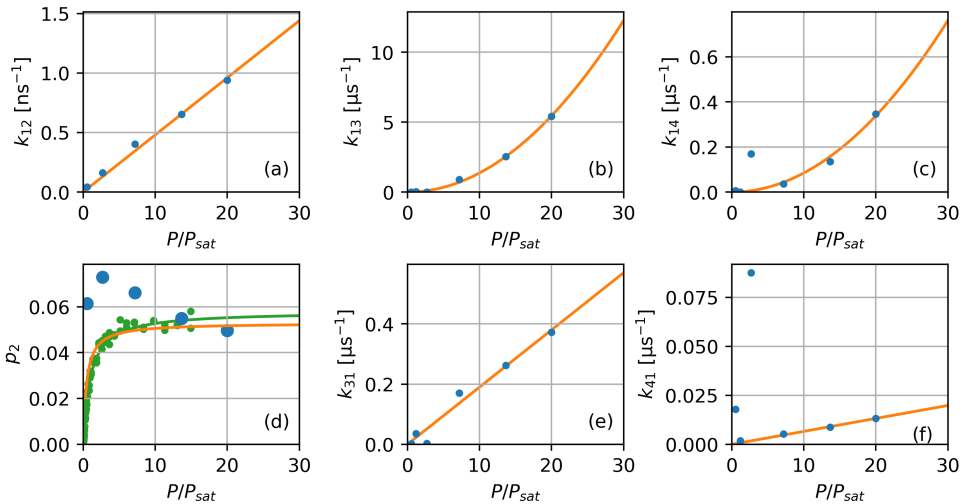 1.5
1.0
0.5
0.0
k12 [ns⁻¹]
(a)
0 10 20 30
P/Psat
10
5
0
k13 [µs⁻¹]
(b)
0 10 20 30
P/Psat
0.6
0.4
0.2
0.0
k14 [µs⁻¹]
(c)
0 10 20 30
P/Psat
0.06
0.04
0.02
0.00
p2
(d)
0 10 20 30
P/Psat
0.4
0.2
0.0
k31 [µs⁻¹]
(e)
0 10 20 30
P/Psat
0.075
0.050
0.025
0.000
k41 [µs⁻¹]
(f)
0 10 20 30
P/Psat